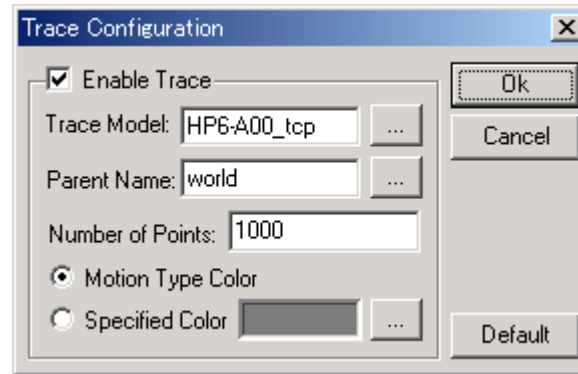 Trace Configuration
Enable Trace
Trace Model: HP6-A00_tcp ...
Parent Name: world ...
Number of Points: 1000
Motion Type Color
Specified Color ...
Ok
Cancel
Default